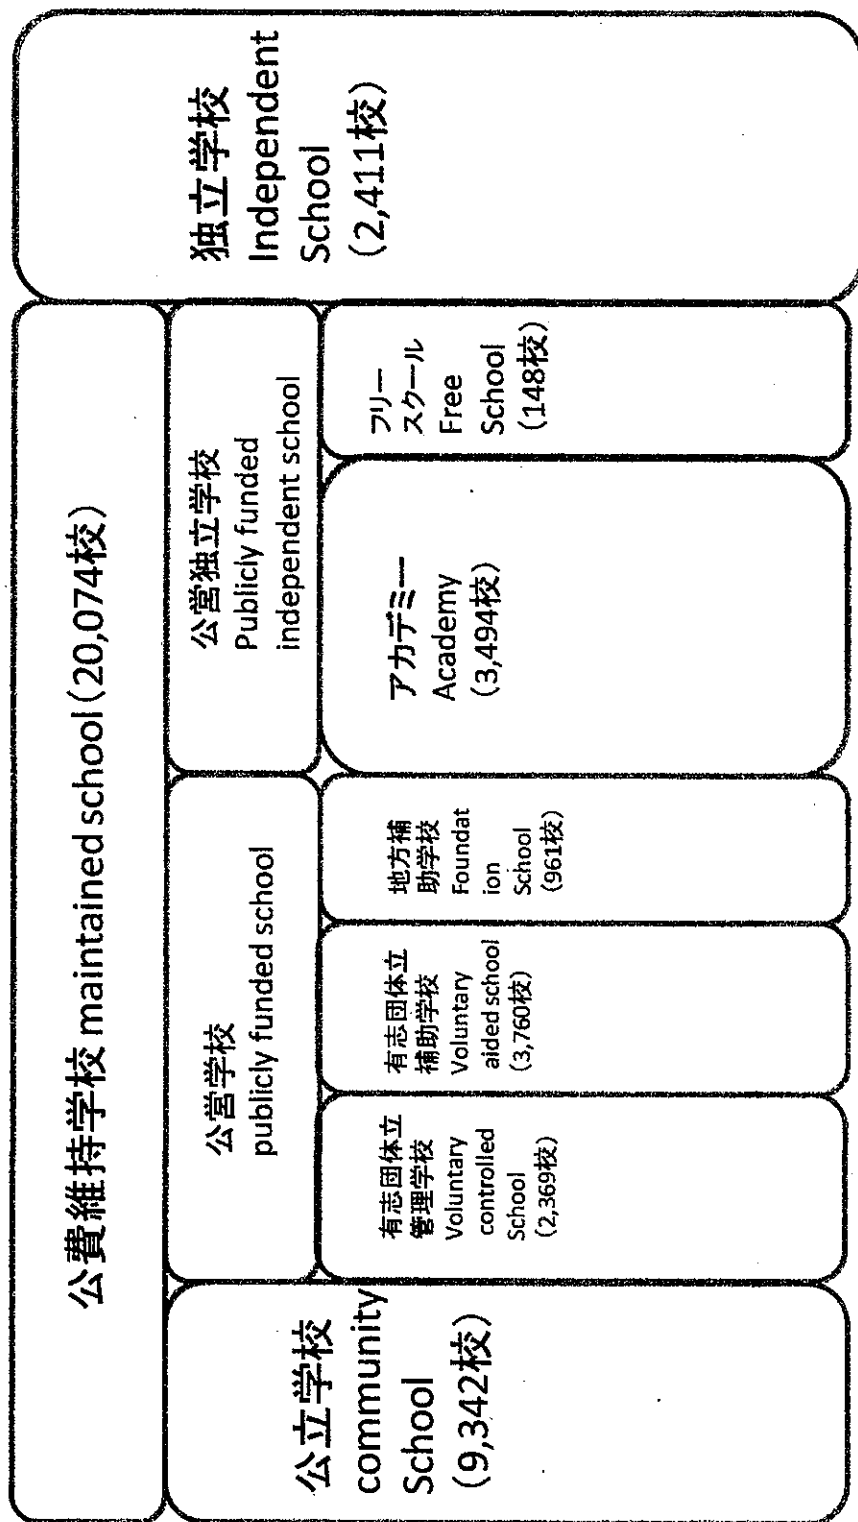 公費維持学校 maintained school(20,074校)
独立学校
Independent
School
(2,411校)
公立学校
community
School
(9,342校)
公営学校
publicly funded school
公営独立学校
Publicly funded
independent school
有志団体立
管理学校
Voluntary
controlled
School
(2,369校)
有志団体立
補助学校
Voluntary
aided school
(3,760校)
地方補
助学校
Foundat
ion
School
(961校)
アカデミー
Academy
(3,494校)
フリー
スクール
Free
School
(148校)